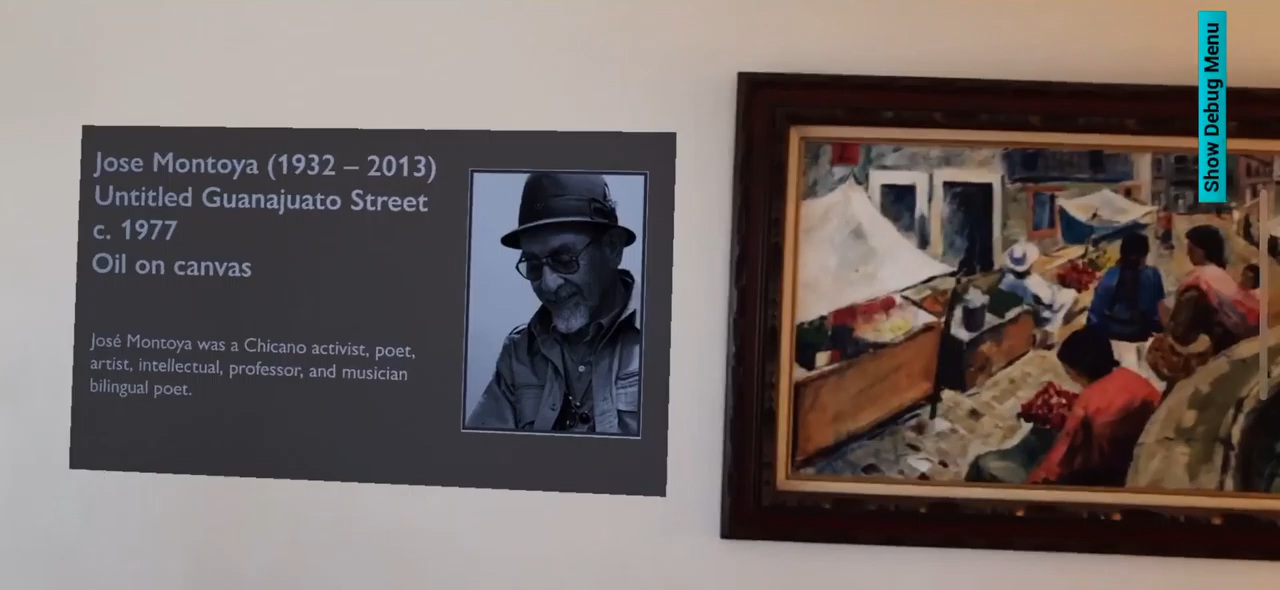 Jose Montoya (1932 – 2013)
Untitled Guanajuato Street
c. 1977
Oil on canvas
José Montoya was a Chicano activist, poet,
artist, intellectual, professor, and musician
bilingual poet.
Show Debug Menu